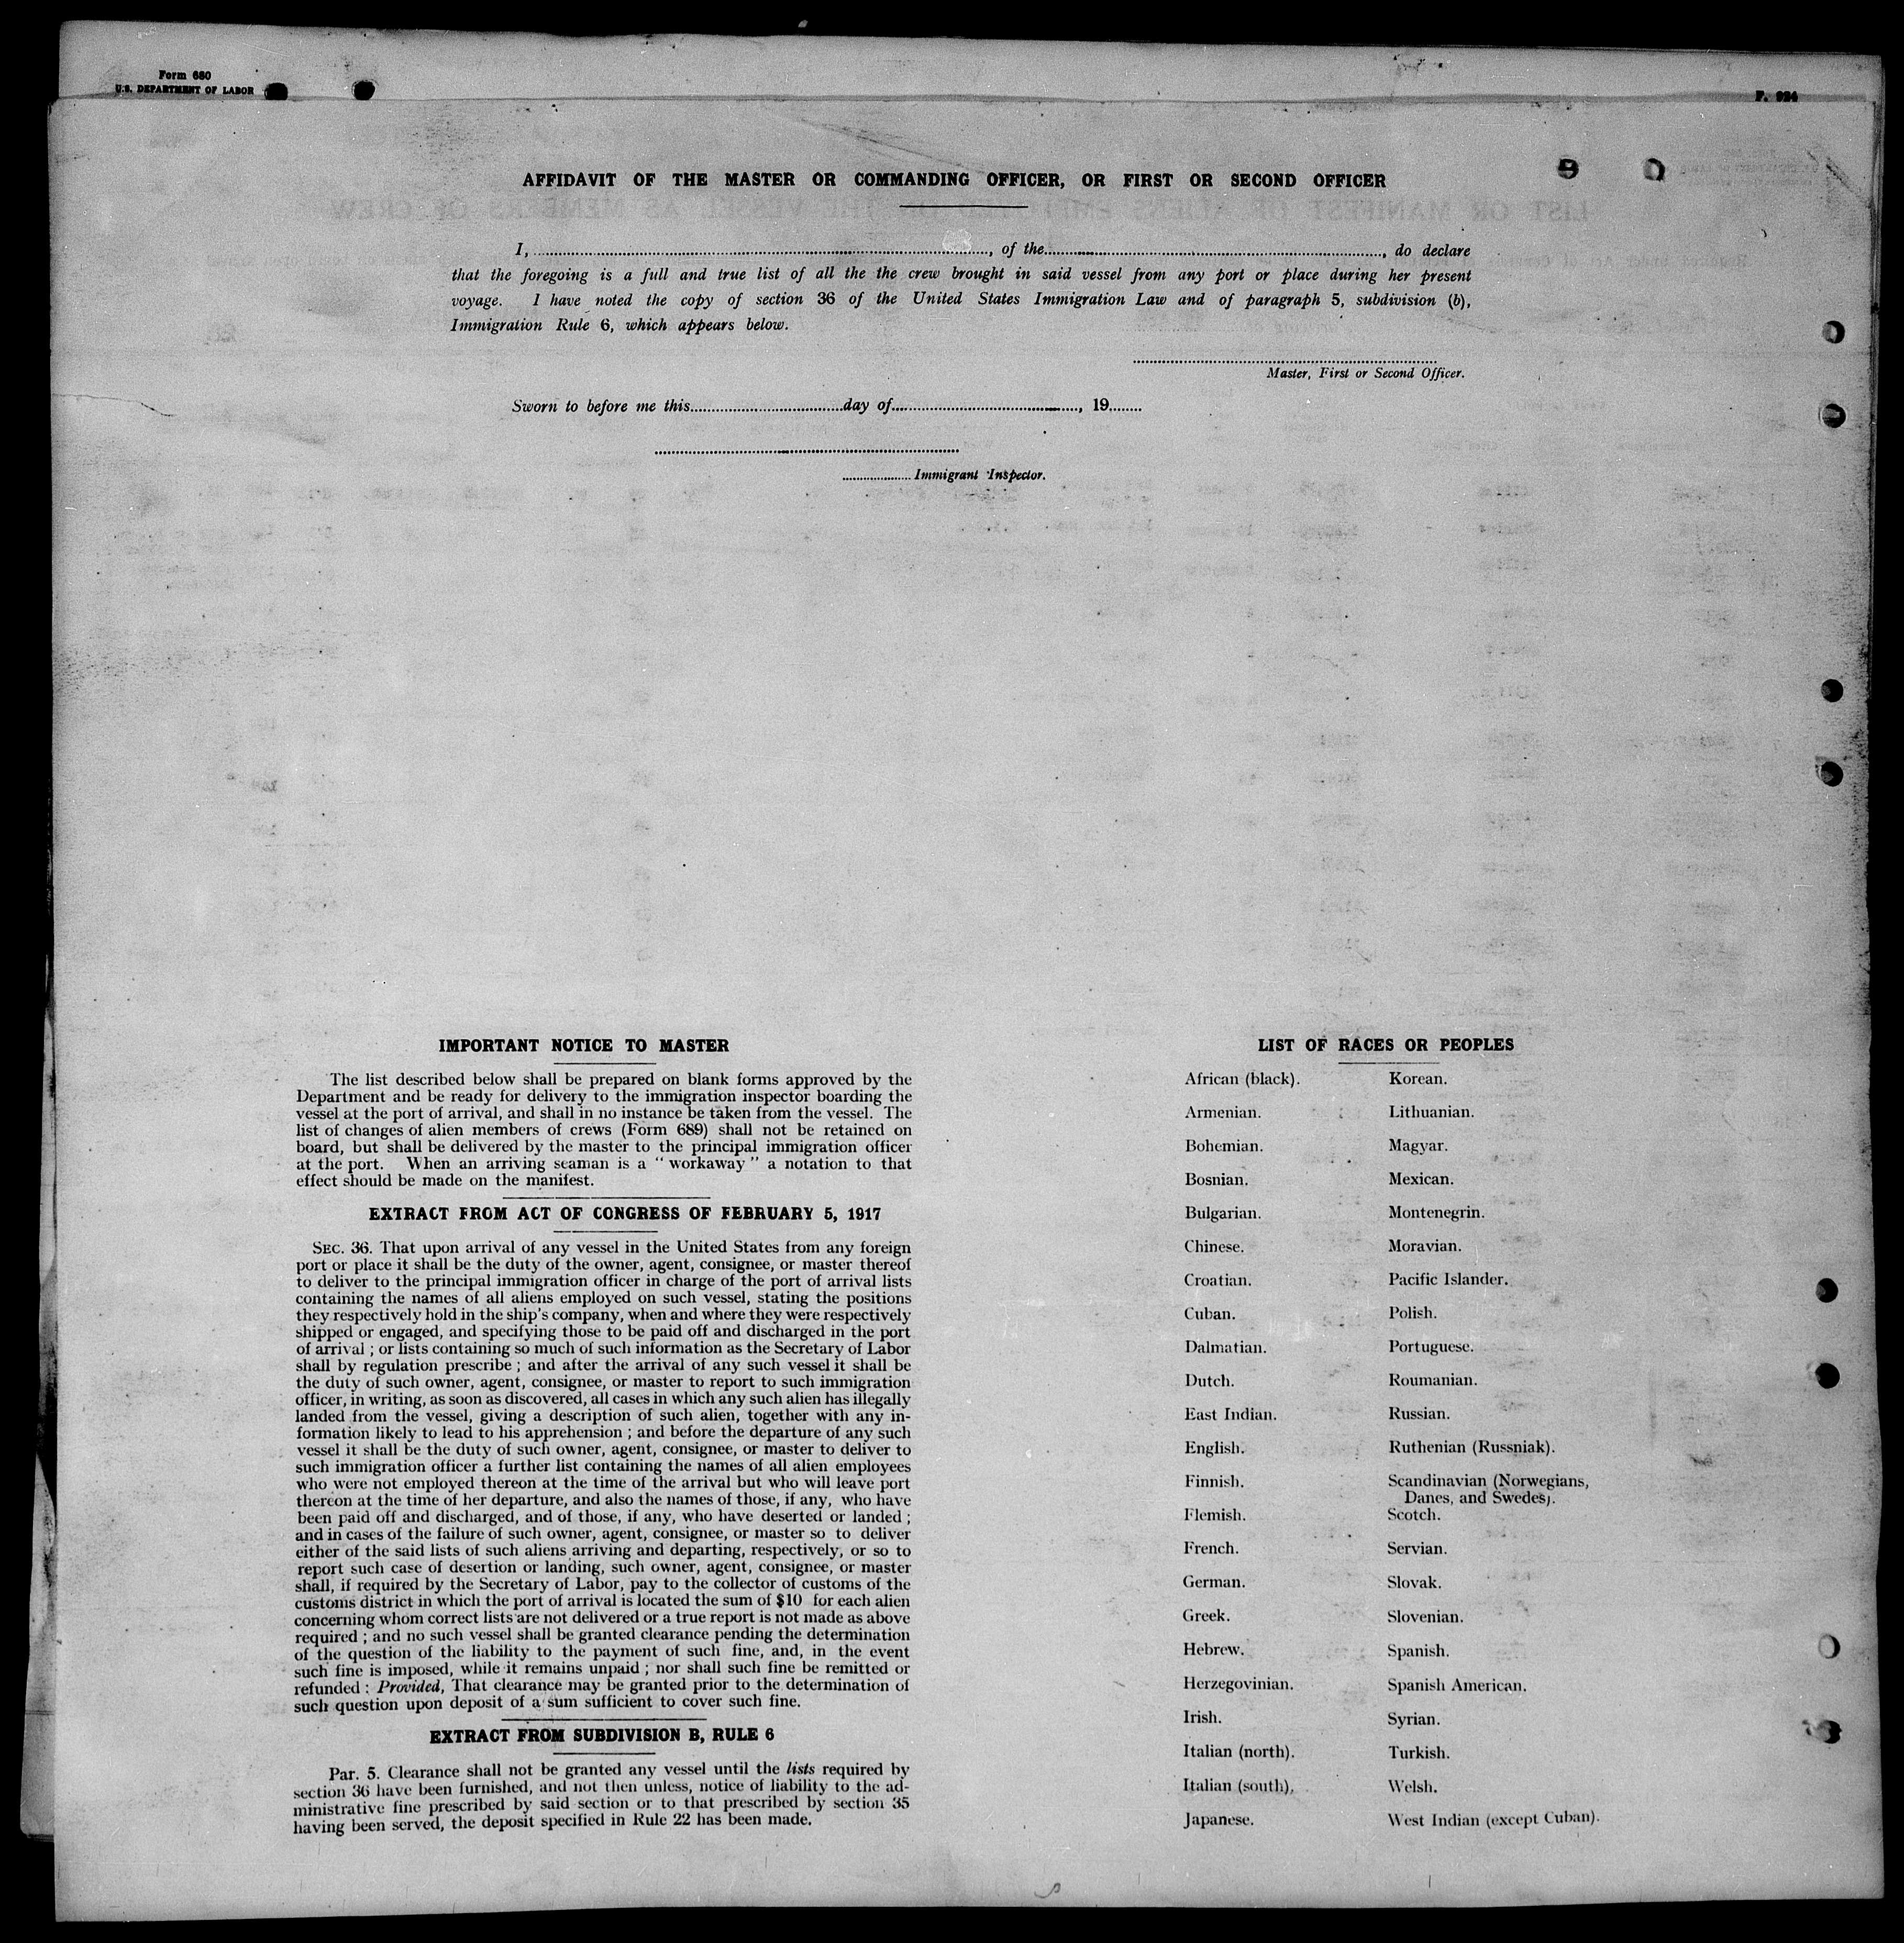 Form 680
U.S. DEPARTMENT OF LABOR
F. 924
AFFIDAVIT OF THE MASTER OR COMMANDING OFFICER, OR FIRST OR SECOND OFFICER
I, ........, of the........, do declare
that the foregoing is a full and true list of all the the crew brought in said vessel from any port or place during her present
voyage. I have noted the copy of section 36 of the United States Immigration Law and of paragraph 5, subdivision (b),
Immigration Rule 6, which appears below.
Master, First or Second Officer.
Sworn to before me this........day of........, 19........
........Immigrant Inspector.
IMPORTANT NOTICE TO MASTER
The list described below shall be prepared on blank forms approved by the
Department and be ready for delivery to the immigration inspector boarding the
vessel at the port of arrival, and shall in no instance be taken from the vessel. The
list of changes of alien members of crews (Form 689) shall not be retained on
board, but shall be delivered by the master to the principal immigration officer
at the port. When an arriving seaman is a "workaway" a notation to that
effect should be made on the manifest.
EXTRACT FROM ACT OF CONGRESS OF FEBRUARY 5, 1917
SEC. 36. That upon arrival of any vessel in the United States from any foreign
port or place it shall be the duty of the owner, agent, consignee, or master thereof
to deliver to the principal immigration officer in charge of the port of arrival lists
containing the names of all aliens employed on such vessel, stating the positions
they respectively hold in the ship's company, when and where they were respectively
shipped or engaged, and specifying those to be paid off and discharged in the port
of arrival ; or lists containing so much of such information as the Secretary of Labor
shall by regulation prescribe ; and after the arrival of any such vessel it shall be
the duty of such owner, agent, consignee, or master to report to such immigration
officer, in writing, as soon as discovered, all cases in which any such alien has illegally
landed from the vessel, giving a description of such alien, together with any in-
formation likely to lead to his apprehension ; and before the departure of any such
vessel it shall be the duty of such owner, agent, consignee, or master to deliver to
such immigration officer a further list containing the names of all alien employees
who were not employed thereon at the time of the arrival but who will leave port
thereon at the time of her departure, and also the names of those, if any, who have
been paid off and discharged, and of those, if any, who have deserted or landed ;
and in cases of the failure of such owner, agent, consignee, or master so to deliver
either of the said lists of such aliens arriving and departing, respectively, or so to
report such case of desertion or landing, such owner, agent, consignee, or master
shall, if required by the Secretary of Labor, pay to the collector of customs of the
customs district in which the port of arrival is located the sum of $10 for each alien
concerning whom correct lists are not delivered or a true report is not made as above
required ; and no such vessel shall be granted clearance pending the determination
of the question of the liability to the payment of such fine, and, in the event
such fine is imposed, while it remains unpaid ; nor shall such fine be remitted or
refunded : Provided, That clearance may be granted prior to the determination of
such question upon deposit of a sum sufficient to cover such fine.
EXTRACT FROM SUBDIVISION B, RULE 6
Par. 5. Clearance shall not be granted any vessel until the lists required by
section 36 have been furnished, and not then unless, notice of liability to the ad-
ministrative fine prescribed by said section or to that prescribed by section 35
having been served, the deposit specified in Rule 22 has been made.
LIST OF RACES OR PEOPLES
African (black).
Armenian.
Bohemian.
Bosnian.
Bulgarian.
Chinese.
Croatian.
Cuban.
Dalmatian.
Dutch.
East Indian.
English.
Finnish.
Flemish.
French.
German.
Greek.
Hebrew.
Herzegovinian.
Irish.
Italian (north).
Italian (south),
Japanese.
Korean.
Lithuanian.
Magyar.
Mexican.
Montenegrin.
Moravian.
Pacific Islander.
Polish.
Portuguese.
Roumanian.
Russian.
Ruthenian (Russniak).
Scandinavian (Norwegians,
Danes, and Swedes).
Scotch.
Servian.
Slovak.
Slovenian.
Spanish.
Spanish American.
Syrian.
Turkish.
Welsh.
West Indian (except Cuban).